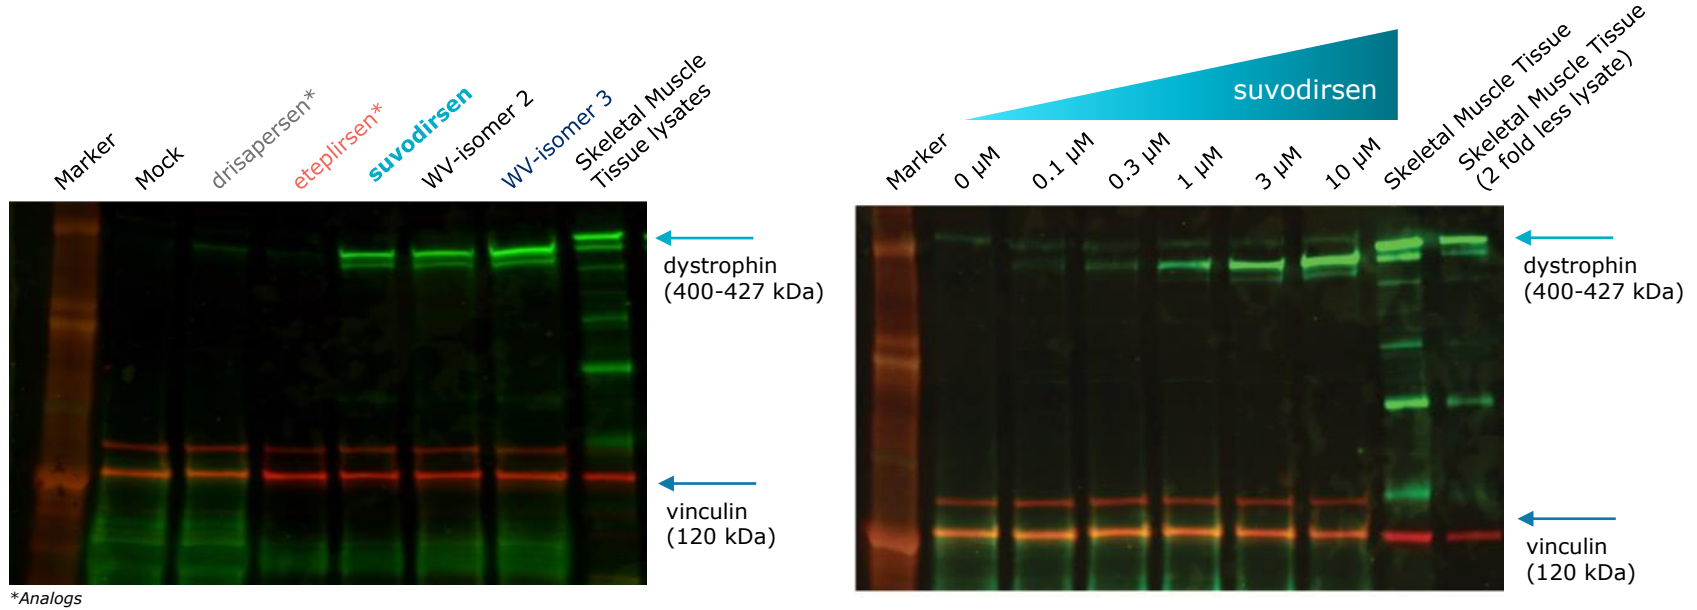 Marker
Mock
drisapersen*
eteplirsen*
suvodirsen
WV-isomer 2
WV-isomer 3
Skeletal Muscle
Tissue lysates
dystrophin
(400-427 kDa)
vinculin
(120 kDa)
*Analogs
suvodirsen
Marker
0 µM
0.1 µM
0.3 µM
1 µM
3 µM
10 µM
Skeletal Muscle Tissue
Skeletal Muscle Tissue
(2 fold less lysate)
dystrophin
(400-427 kDa)
vinculin
(120 kDa)